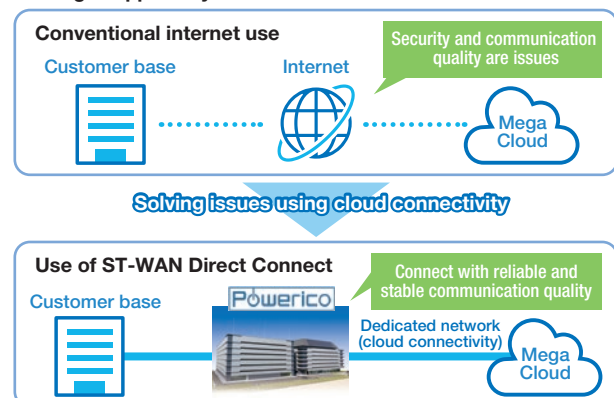 Conventional internet use
Security and communication
quality are issues
Customer base
Internet
Mega
Cloud
Solving issues using cloud connectivity
Use of ST-WAN Direct Connect
Connect with reliable and
stable communication quality
Powerico
Customer base
Dedicated network
(cloud connectivity)
Mega
Cloud